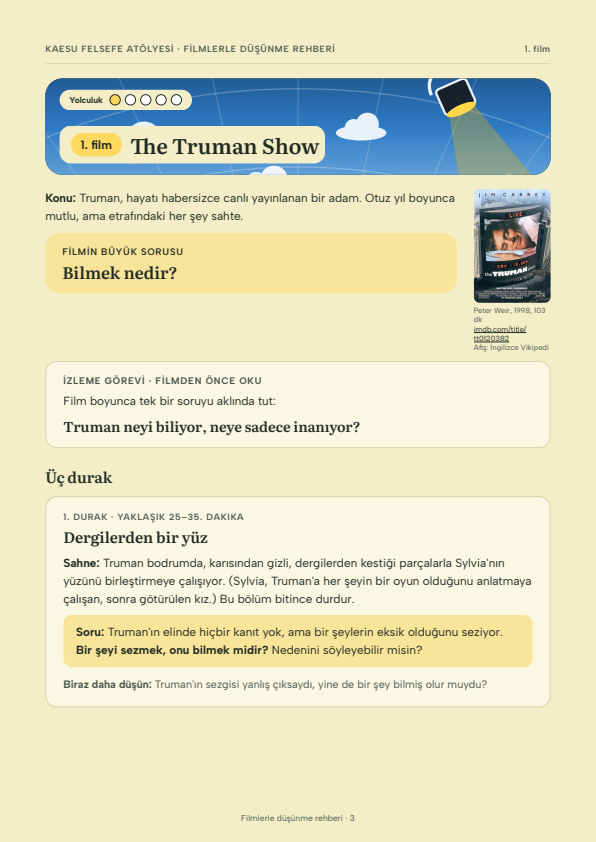 KAESU FELSEFE ATÖLYESİ · FİLMLERLE DÜŞÜNME REHBERİ
1. film
Yolculuk
1. film
The Truman Show
Konu: Truman, hayatı habersizce canlı yayınlanan bir adam. Otuz yıl boyunca
mutlu, ama etrafındaki her şey sahte.
FİLMİN BÜYÜK SORUSU
Bilmek nedir?
JIM CARREY
LIVE
THE TRUMAN SHOW
Peter Weir, 1998, 103
dk
imdb.com/title/
tt0120382
Afiş: İngilizce Vikipedi
İZLEME GÖREVİ · FİLMDEN ÖNCE OKU
Film boyunca tek bir soruyu aklında tut:
Truman neyi biliyor, neye sadece inanıyor?
Üç durak
1. DURAK · YAKLAŞIK 25–35. DAKIKA
Dergilerden bir yüz
Sahne: Truman bodrumda, karısından gizli, dergilerden kestiği parçalarla Sylvia'nın
yüzünü birleştirmeye çalışıyor. (Sylvia, Truman'a her şeyin bir oyun olduğunu anlatmaya
çalışan, sonra götürülen kız.) Bu bölüm bitince durdur.
Soru: Truman'ın elinde hiçbir kanıt yok, ama bir şeylerin eksik olduğunu seziyor.
Bir şeyi sezmek, onu bilmek midir? Nedenini söyleyebilir misin?
Biraz daha düşün: Truman'ın sezgisi yanlış çıksaydı, yine de bir şey bilmiş olur muydu?
Filmlerle düşünme rehberi · 3